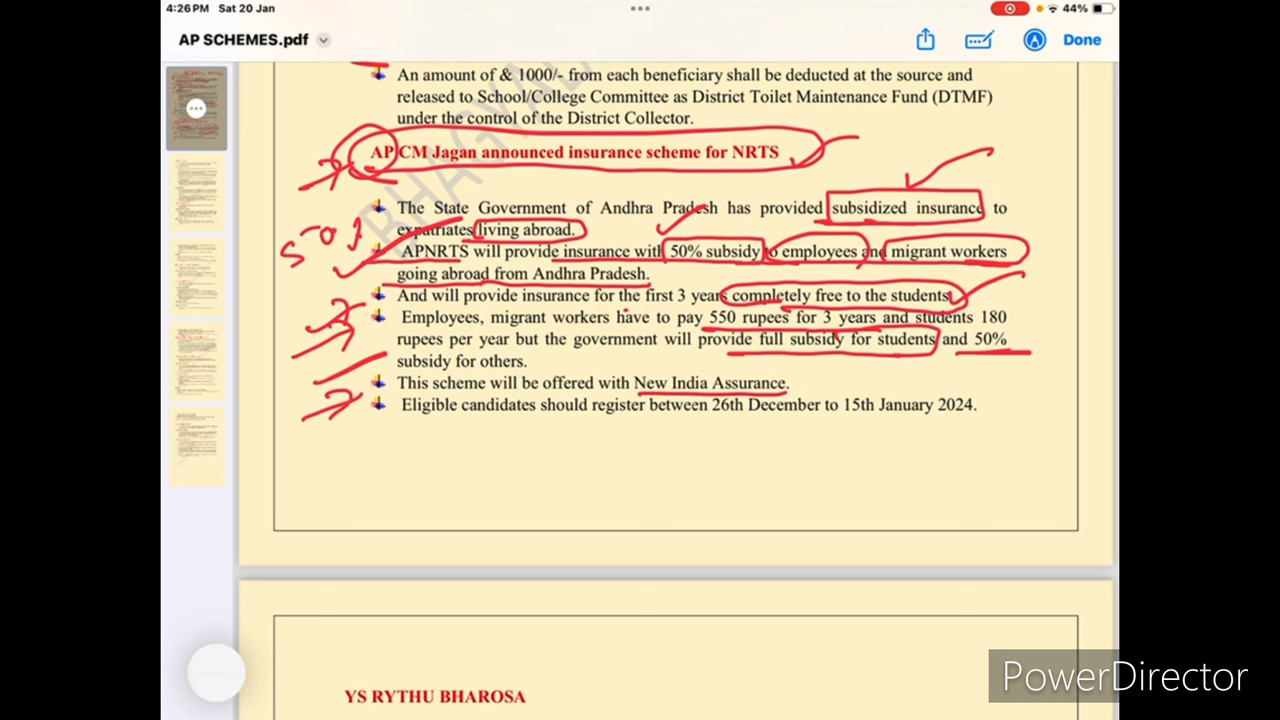 4:26 PM Sat 20 Jan
44%
AP SCHEMES.pdf
Done
An amount of & 1000/- from each beneficiary shall be deducted at the source and
released to School/College Committee as District Toilet Maintenance Fund (DTMF)
under the control of the District Collector.
AP CM Jagan announced insurance scheme for NRTS
The State Government of Andhra Pradesh has provided subsidized insurance to
expatriates living abroad.
APNRTS will provide insurance with 50% subsidy to employees and migrant workers
going abroad from Andhra Pradesh.
And will provide insurance for the first 3 years completely free to the students.
Employees, migrant workers have to pay 550 rupees for 3 years and students 180
rupees per year but the government will provide full subsidy for students and 50%
subsidy for others.
This scheme will be offered with New India Assurance.
Eligible candidates should register between 26th December to 15th January 2024.
YS RYTHU BHAROSA
PowerDirector